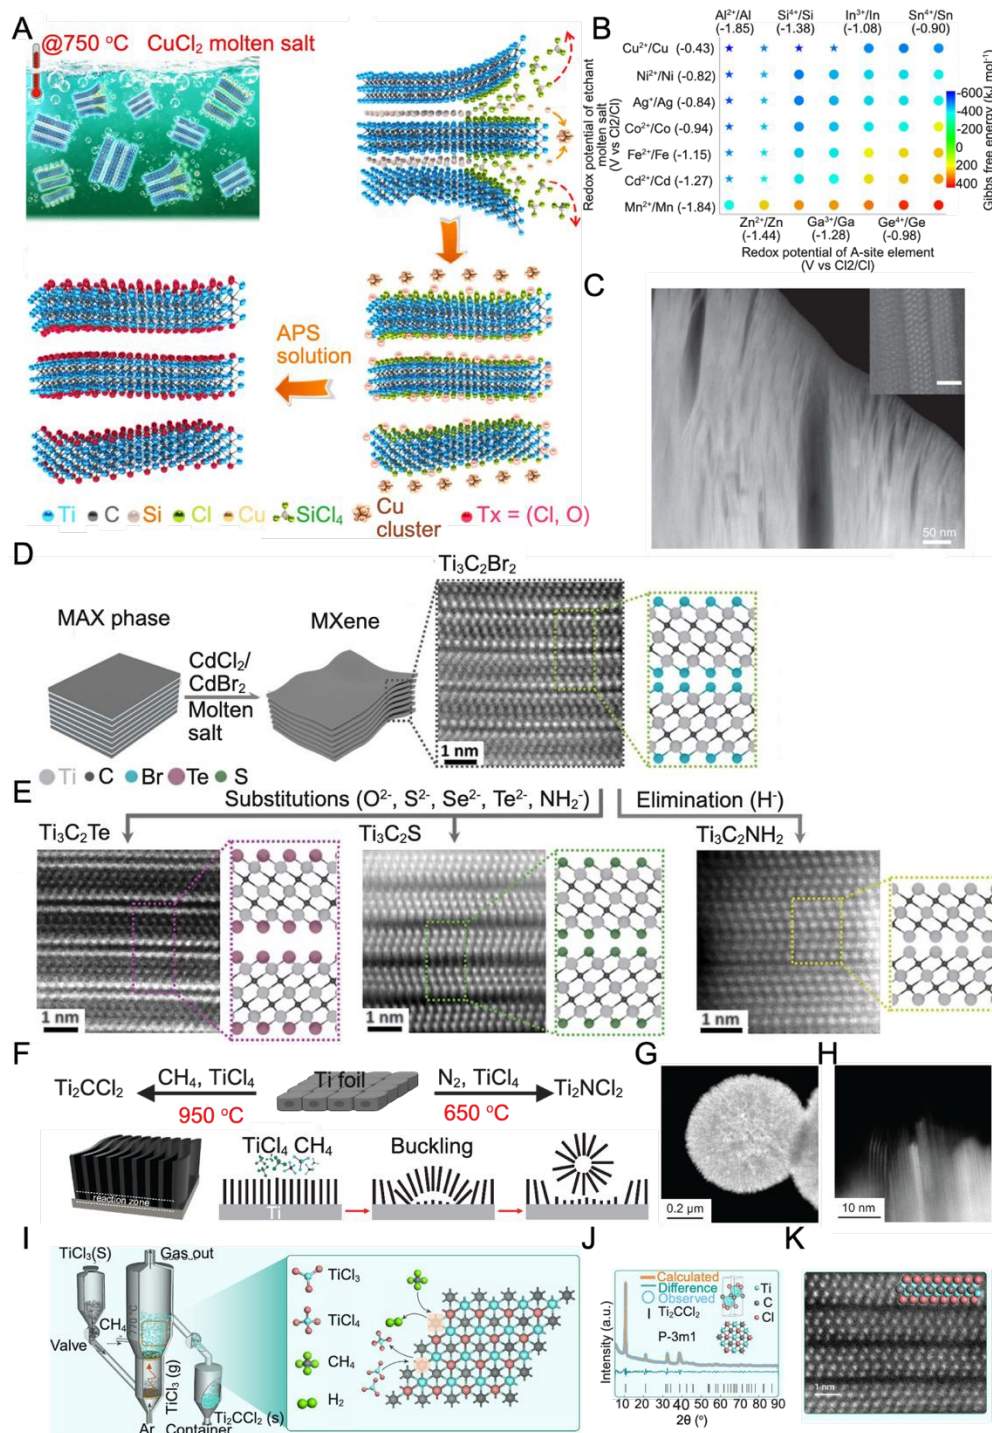 A
@750 °C CuCl2 molten salt
APS
solution
Ti C Si Cl Cu SiCl4 Cu
cluster
Tx = (Cl, O)
B
Al2+/Al
(-1.85)
Si4+/Si
(-1.38)
In3+/In
(-1.08)
Sn4+/Sn
(-0.90)
Cu2+/Cu (-0.43)
Ni2+/Ni (-0.82)
Ag+/Ag (-0.84)
Co2+/Co (-0.94)
Fe2+/Fe (-1.15)
Cd2+/Cd (-1.27)
Mn2+/Mn (-1.84)
Redox potential of etchant
molten salt
(V vs Cl2/Cl)
Zn2+/Zn
(-1.44)
Ga3+/Ga
(-1.28)
Ge4+/Ge
(-0.98)
Redox potential of A-site element
(V vs Cl2/Cl)
-600
-400
-200
0
200
400
Gibbs free energy (kJ mol-1)
C
50 nm
D
MAX phase
CdCl2/
CdBr2
Molten
salt
MXene
Ti3C2Br2
1 nm
Ti C Br Te S
E
Substitutions (O2-, S2-, Se2-, Te2-, NH2-)
Elimination (H-)
Ti3C2Te
1 nm
Ti3C2S
1 nm
Ti3C2NH2
1 nm
F
Ti2CCl2
CH4, TiCl4
950 °C
Ti foil
N2, TiCl4
650 °C
Ti2NCl2
reaction zone
TiCl4 CH4
Ti
Buckling
G
0.2 µm
H
10 nm
I
TiCl3(S)
Gas out
CH4
Valve
770 °C
TiCl3 (g)
Ar
Container
Ti2CCl2 (s)
TiCl3
TiCl4
CH4
H2
J
Calculated
Difference
Observed
Ti2CCl2
P-3m1
Ti
C
Cl
Intensity (a.u.)
10 20 30 40 50 60 70 80 90
2θ (°)
K
1 nm